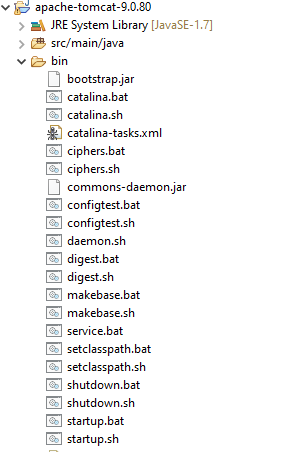 apache-tomcat-9.0.80
JRE System Library [JavaSE-1.7]
src/main/java
bin
bootstrap.jar
catalina.bat
catalina.sh
catalina-tasks.xml
ciphers.bat
ciphers.sh
commons-daemon.jar
configtest.bat
configtest.sh
daemon.sh
digest.bat
digest.sh
makebase.bat
makebase.sh
service.bat
setclasspath.bat
setclasspath.sh
shutdown.bat
shutdown.sh
startup.bat
startup.sh